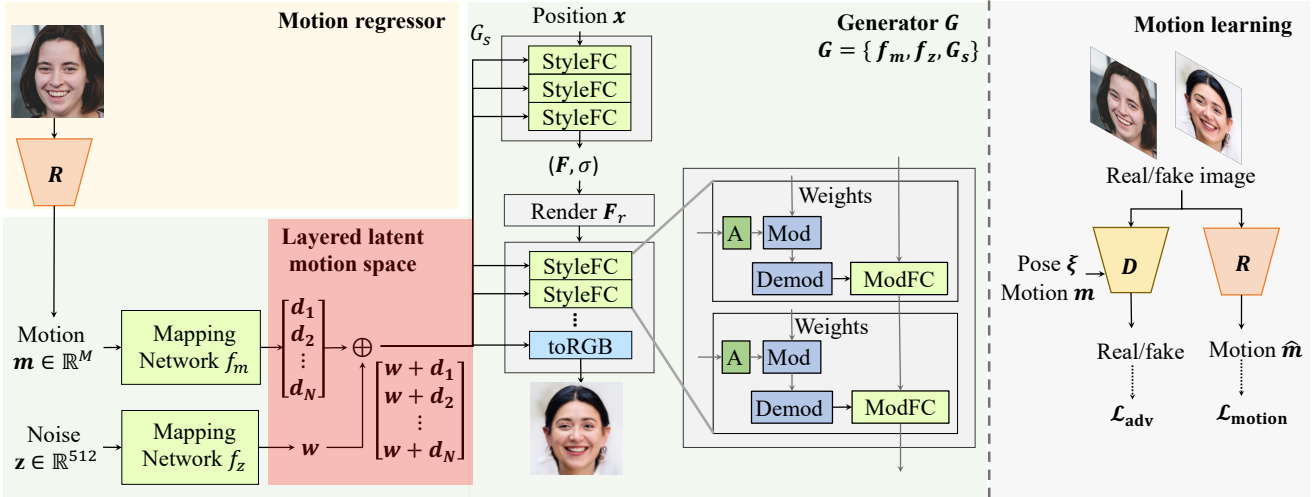 Motion regressor
R
Layered latent
motion space
Motion
m ∈ ℝ^M
Mapping
Network f_m
d_1
d_2
⋮
d_N
⊕
w + d_1
w + d_2
⋮
w + d_N
Noise
z ∈ ℝ^512
Mapping
Network f_z
w
Generator G
G = { f_m, f_z, G_s}
G_s
Position x
StyleFC
StyleFC
StyleFC
(F, σ)
Render F_r
StyleFC
StyleFC
⋮
toRGB
Weights
A
Mod
Demod
ModFC
Weights
A
Mod
Demod
ModFC
Motion learning
Real/fake image
Pose ξ
Motion m
D
R
Real/fake
Motion m̂
ℒ_adv
ℒ_motion